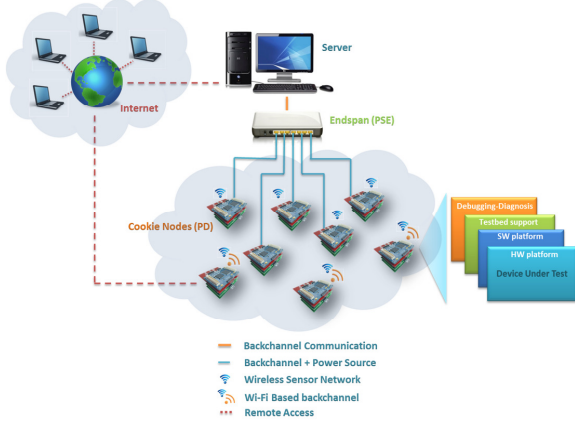 Server
Internet
Endspan (PSE)
Cookie Nodes (PD)
Debugging-Diagnosis
Testbed support
SW platform
HW platform
Device Under Test
Backchannel Communication
Backchannel + Power Source
Wireless Sensor Network
Wi-Fi Based backchannel
Remote Access